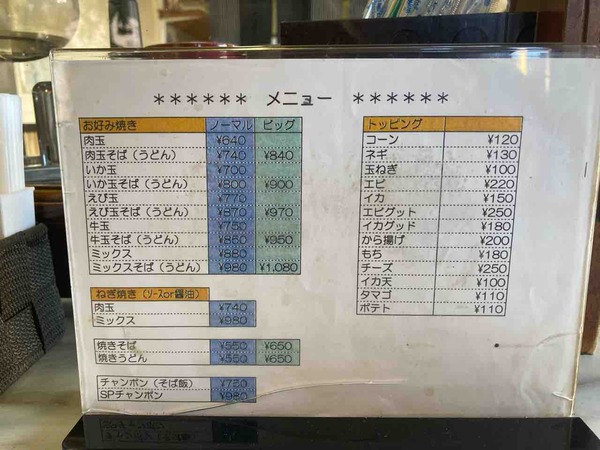 ****** メニュー ******
お好み焼き ノーマル ビッグ
肉玉 ¥640
肉玉そば（うどん） ¥740 ¥840
いか玉 ¥700
いか玉そば（うどん） ¥800 ¥900
えび玉 ¥770
えび玉そば（うどん） ¥870 ¥970
牛玉 ¥750
牛玉そば（うどん） ¥850 ¥950
ミックス ¥880
ミックスそば（うどん） ¥980 ¥1,080
ねぎ焼き（ソースor醤油）
肉玉 ¥740
ミックス ¥980
焼きそば ¥550 ¥650
焼きうどん ¥550 ¥650
チャンポン（そば飯） ¥750
SPチャンポン ¥980
トッピング
コーン ¥120
ネギ ¥130
玉ねぎ ¥100
エビ ¥220
イカ ¥150
エビグット ¥250
イカグッド ¥180
から揚げ ¥200
もち ¥180
チーズ ¥250
イカ天 ¥100
タマゴ ¥110
ポテト ¥110